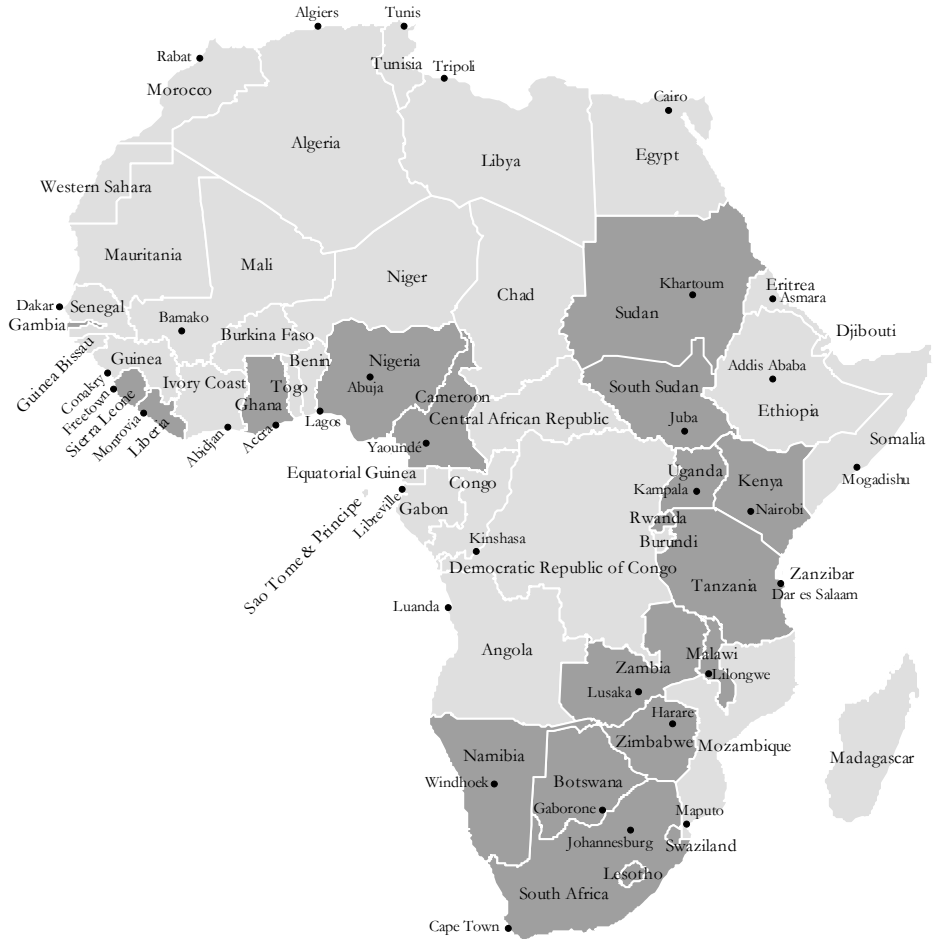 Algiers
Tunis
Rabat
Tunisia
Tripoli
Morocco
Cairo
Algeria
Libya
Egypt
Western Sahara
Mauritania
Mali
Niger
Chad
Khartoum
Eritrea
Asmara
Sudan
Dakar
Senegal
Gambia
Bamako
Burkina Faso
Djibouti
Guinea Bissau
Guinea
Benin
Nigeria
Abuja
Addis Ababa
Conakry
Freetown
Sierra Leone
Monrovia
Liberia
Ivory Coast
Ghana
Togo
Cameroon
South Sudan
Ethiopia
Abidjan
Accra
Lagos
Central African Republic
Juba
Yaoundé
Somalia
Mogadishu
Equatorial Guinea
Congo
Uganda
Kampala
Kenya
Sao Tome & Principe
Libreville
Gabon
Rwanda
Nairobi
Kinshasa
Burundi
Democratic Republic of Congo
Tanzania
Zanzibar
Dar es Salaam
Luanda
Angola
Zambia
Malawi
Lilongwe
Lusaka
Harare
Zimbabwe
Mozambique
Madagascar
Namibia
Windhoek
Botswana
Gaborone
Maputo
Johannesburg
Swaziland
Lesotho
South Africa
Cape Town